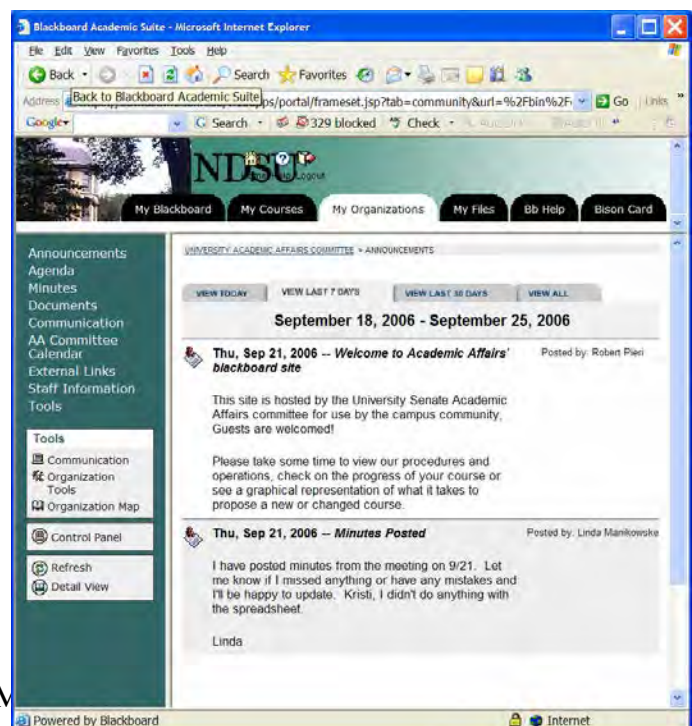 Blackboard Academic Suite - Microsoft Internet Explorer
File Edit View Favorites Tools Help
Back Search Favorites
Address Back to Blackboard Academic Suite ps/portal/frameset.jsp?tab=community&url=%2Fbin%2F Go Links
Google Search 329 blocked Check
NDSU
Home Help Logout
My Blackboard My Courses My Organizations My Files Bb Help Bison Card
UNIVERSITY ACADEMIC AFFAIRS COMMITTEE > ANNOUNCEMENTS
Announcements
Agenda
Minutes
Documents
Communication
AA Committee
Calendar
External Links
Staff Information
Tools
Tools
Communication
Organization
Tools
Organization Map
Control Panel
Refresh
Detail View
VIEW TODAY VIEW LAST 7 DAYS VIEW LAST 30 DAYS VIEW ALL
September 18, 2006 - September 25, 2006
Thu, Sep 21, 2006 -- Welcome to Academic Affairs' Posted by: Robert Pieri
blackboard site
This site is hosted by the University Senate Academic
Affairs committee for use by the campus community,
Guests are welcomed!
Please take some time to view our procedures and
operations, check on the progress of your course or
see a graphical representation of what it takes to
propose a new or changed course.
Thu, Sep 21, 2006 -- Minutes Posted Posted by: Linda Manikowske
I have posted minutes from the meeting on 9/21. Let
me know if I missed anything or have any mistakes and
I'll be happy to update. Kristi, I didn't do anything with
the spreadsheet.
Linda
M
Powered by Blackboard Internet